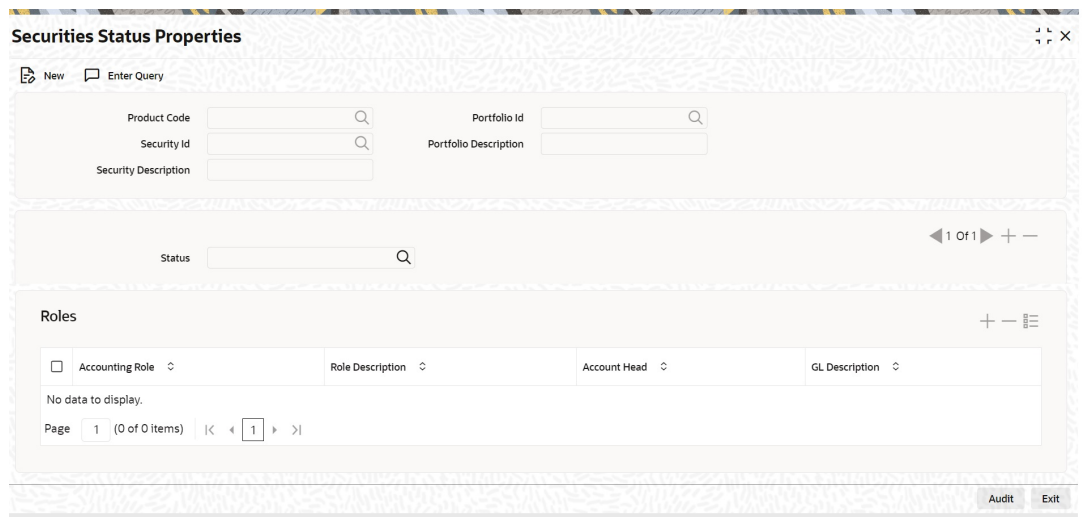 Securities Status Properties
New Enter Query
Product Code Portfolio Id
Security Id Portfolio Description
Security Description
1 Of 1
Status
Roles
Accounting Role Role Description Account Head GL Description
No data to display.
Page 1 (0 of 0 items) 1
Audit Exit